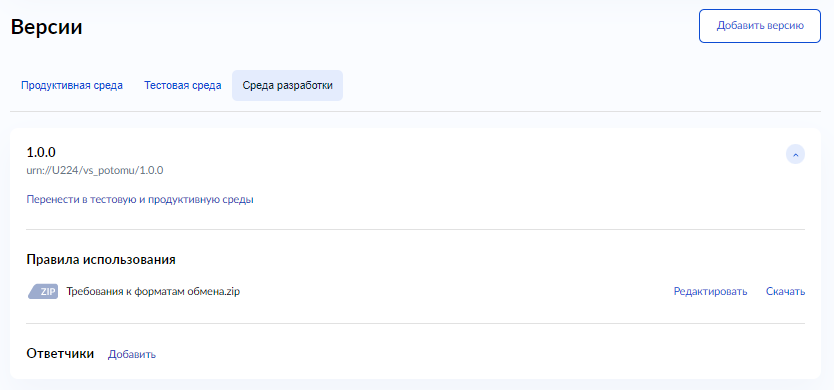 Версии
Добавить версию
Продуктивная среда Тестовая среда Среда разработки
1.0.0
urn://U224/vs_potomu/1.0.0
Перенести в тестовую и продуктивную среды
Правила использования
ZIP Требования к форматам обмена.zip Редактировать Скачать
Ответчики Добавить